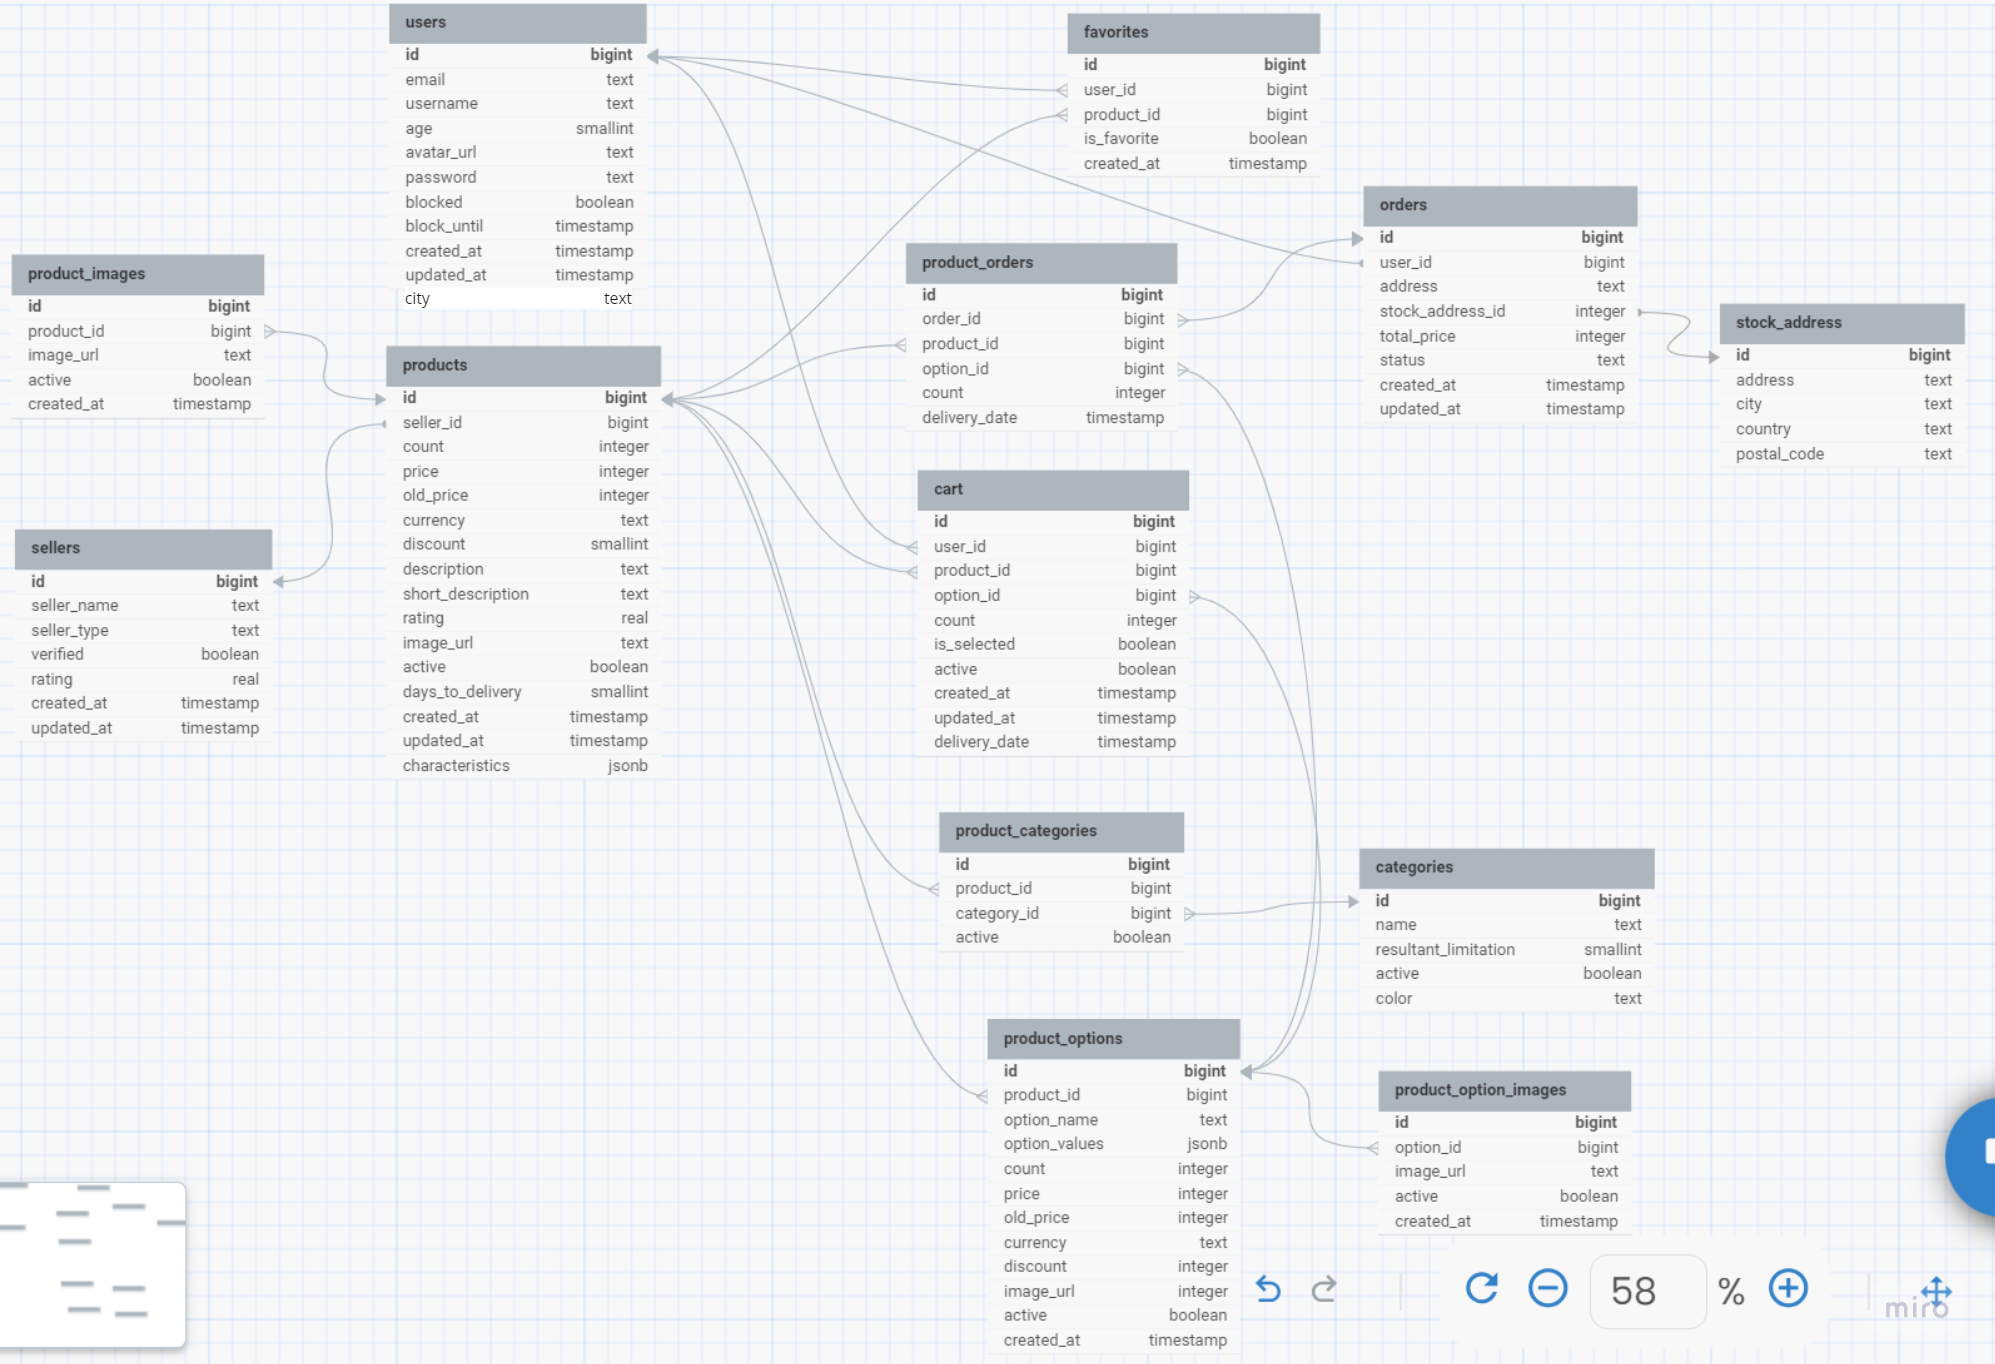 users
id bigint
email text
username text
age smallint
avatar_url text
password text
blocked boolean
block_until timestamp
created_at timestamp
updated_at timestamp
city text
favorites
id bigint
user_id bigint
product_id bigint
is_favorite boolean
created_at timestamp
orders
id bigint
user_id bigint
address text
stock_address_id integer
total_price integer
status text
created_at timestamp
updated_at timestamp
product_orders
id bigint
order_id bigint
product_id bigint
option_id bigint
count integer
delivery_date timestamp
product_images
id bigint
product_id bigint
image_url text
active boolean
created_at timestamp
stock_address
id bigint
address text
city text
country text
postal_code text
products
id bigint
seller_id bigint
count integer
price integer
old_price integer
currency text
discount smallint
description text
short_description text
rating real
image_url text
active boolean
days_to_delivery smallint
created_at timestamp
updated_at timestamp
characteristics jsonb
cart
id bigint
user_id bigint
product_id bigint
option_id bigint
count integer
is_selected boolean
active boolean
created_at timestamp
updated_at timestamp
delivery_date timestamp
sellers
id bigint
seller_name text
seller_type text
verified boolean
rating real
created_at timestamp
updated_at timestamp
product_categories
id bigint
product_id bigint
category_id bigint
active boolean
categories
id bigint
name text
resultant_limitation smallint
active boolean
color text
product_options
id bigint
product_id bigint
option_name text
option_values jsonb
count integer
price integer
old_price integer
currency text
discount integer
image_url integer
active boolean
created_at timestamp
product_option_images
id bigint
option_id bigint
image_url text
active boolean
created_at timestamp
58 %
miro